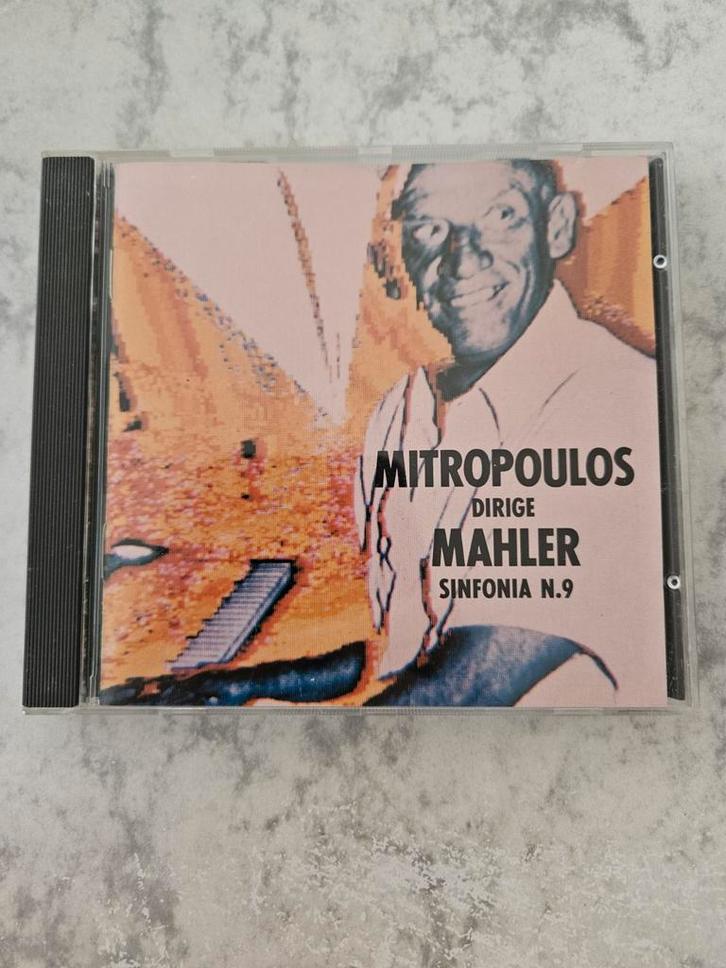 MITROPOULOS
DIRIGE
MAHLER
SINFONIA N.9